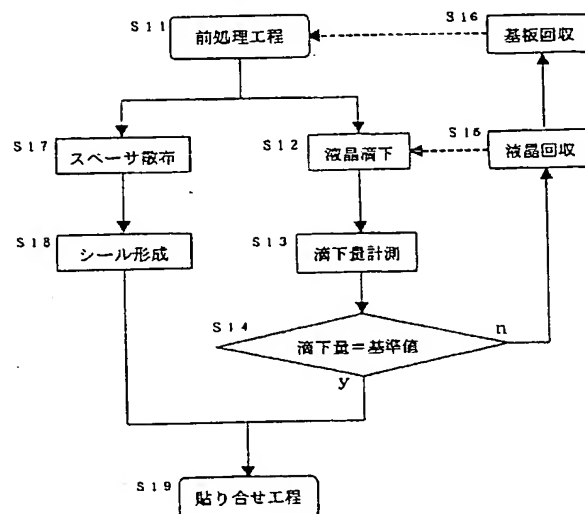 S11
前処理工程
S16
基板回収
S17
スペーサ散布
S12
液晶滴下
S15
液晶回収
S18
シール形成
S13
滴下量計測
S14
滴下量=基準値
n
y
S19
貼り合せ工程